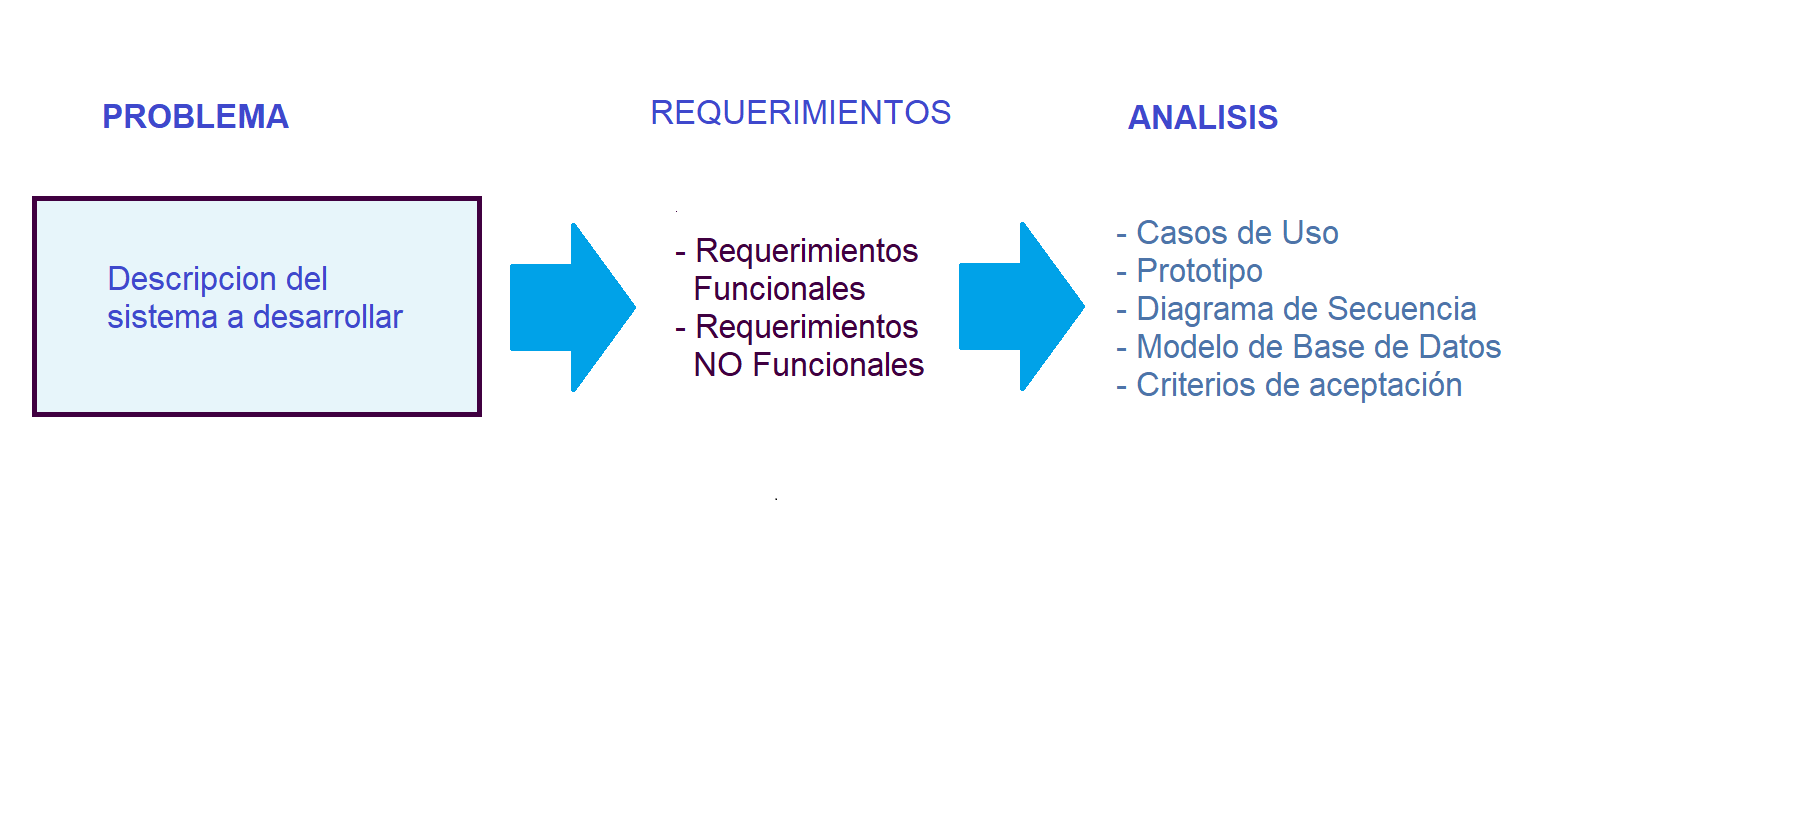 PROBLEMA
Descripcion del
sistema a desarrollar
REQUERIMIENTOS
- Requerimientos
Funcionales
- Requerimientos
NO Funcionales
ANALISIS
- Casos de Uso
- Prototipo
- Diagrama de Secuencia
- Modelo de Base de Datos
- Criterios de aceptación